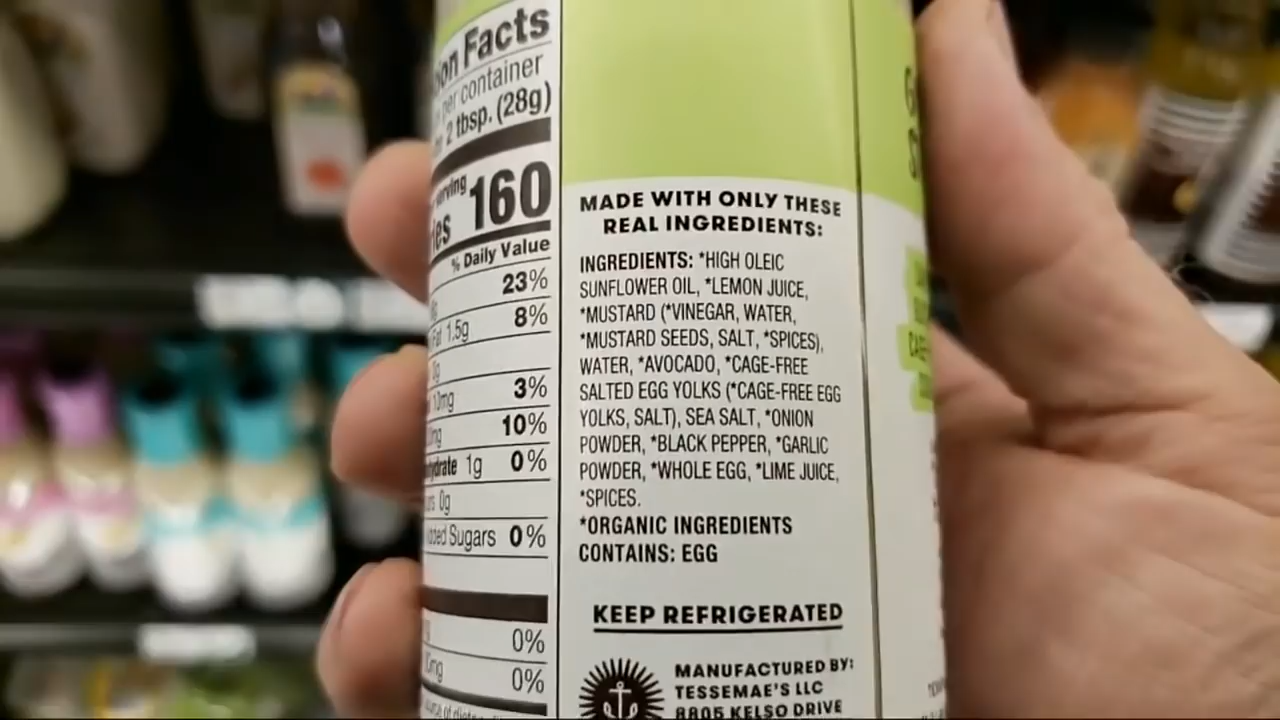 on Facts
per container
2 tbsp. (28g)
160
% Daily Value
23%
Fat 1.5g 8%
10mg 3%
10%
1g 0%
0g
Added Sugars 0%
0%
0%
MADE WITH ONLY THESE
REAL INGREDIENTS:
INGREDIENTS: *HIGH OLEIC
SUNFLOWER OIL, *LEMON JUICE,
*MUSTARD (*VINEGAR, WATER,
*MUSTARD SEEDS, SALT, *SPICES),
WATER, *AVOCADO, *CAGE-FREE
SALTED EGG YOLKS (*CAGE-FREE EGG
YOLKS, SALT), SEA SALT, *ONION
POWDER, *BLACK PEPPER, *GARLIC
POWDER, *WHOLE EGG, *LIME JUICE,
*SPICES.
*ORGANIC INGREDIENTS
CONTAINS: EGG
KEEP REFRIGERATED
MANUFACTURED BY:
TESSEMAE'S LLC
8805 KELSO DRIVE